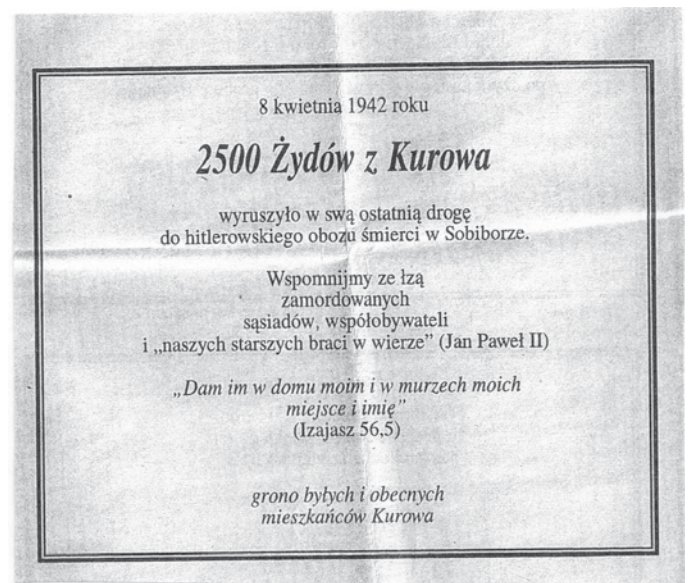 8 kwietnia 1942 roku
2500 Żydów z Kurowa
wyruszyło w swą ostatnią drogę
do hitlerowskiego obozu śmierci w Sobiborze.
Wspomnijmy ze łzą
zamordowanych
sąsiadów, współobywateli
i „naszych starszych braci w wierze” (Jan Paweł II)
„Dam im w domu moim i w murzech moich
miejsce i imię”
(Izajasz 56,5)
grono byłych i obecnych
mieszkańców Kurowa